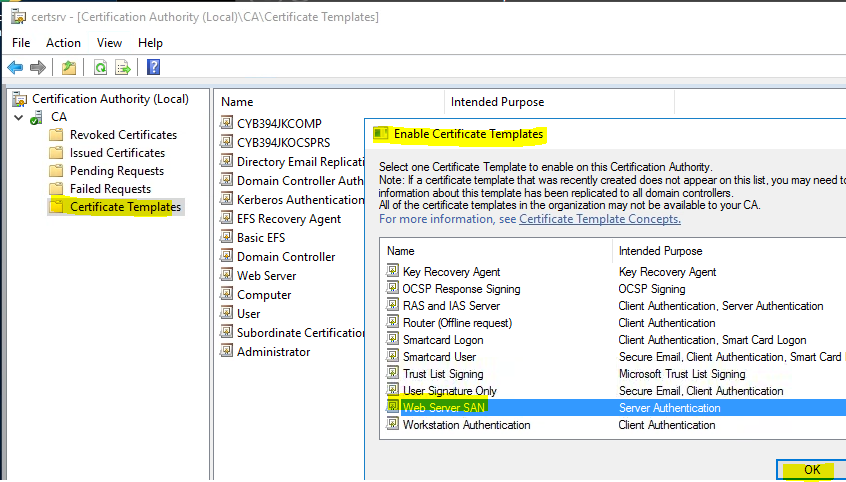 certsrv - [Certification Authority (Local)\CA\Certificate Templates]
File Action View Help
Certification Authority (Local)
CA
Revoked Certificates
Issued Certificates
Pending Requests
Failed Requests
Certificate Templates
Name Intended Purpose
CYB394JKCOMP
CYB394JKOCSPRS
Directory Email Replicati
Domain Controller Auth
Kerberos Authentication
EFS Recovery Agent
Basic EFS
Domain Controller
Web Server
Computer
User
Subordinate Certification
Administrator
Enable Certificate Templates
Select one Certificate Template to enable on this Certification Authority.
Note: If a certificate template that was recently created does not appear on this list, you may need to
information about this template has been replicated to all domain controllers.
All of the certificate templates in the organization may not be available to your CA.
For more information, see Certificate Template Concepts.
Name Intended Purpose
Key Recovery Agent Key Recovery Agent
OCSP Response Signing OCSP Signing
RAS and IAS Server Client Authentication, Server Authentication
Router (Offline request) Client Authentication
Smartcard Logon Client Authentication, Smart Card Logon
Smartcard User Secure Email, Client Authentication, Smart Card
Trust List Signing Microsoft Trust List Signing
User Signature Only Secure Email, Client Authentication
Web Server SAN Server Authentication
Workstation Authentication Client Authentication
OK